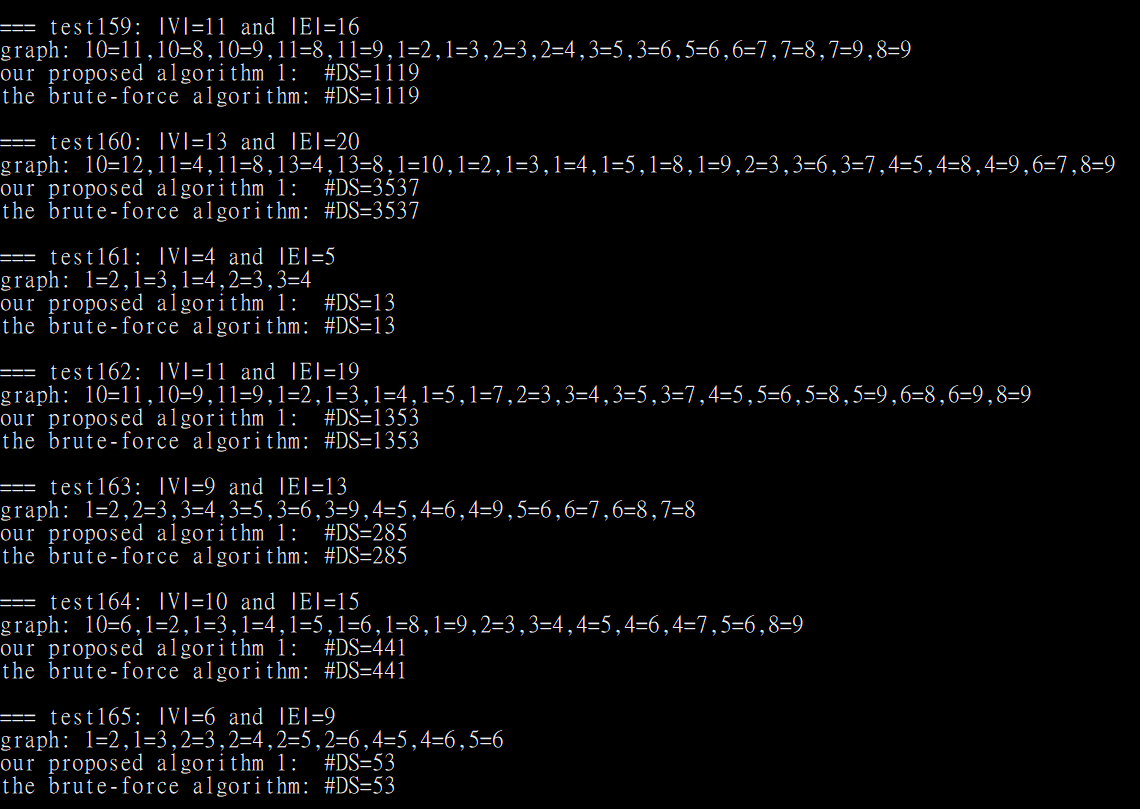 === test159: |V|=11 and |E|=16
graph: 10=11,10=8,10=9,11=8,11=9,1=2,1=3,2=3,2=4,3=5,3=6,5=6,6=7,7=8,7=9,8=9
our proposed algorithm 1:  #DS=1119
the brute-force algorithm: #DS=1119
=== test160: |V|=13 and |E|=20
graph: 10=12,11=4,11=8,13=4,13=8,1=10,1=2,1=3,1=4,1=5,1=8,1=9,2=3,3=6,3=7,4=5,4=8,4=9,6=7,8=9
our proposed algorithm 1:  #DS=3537
the brute-force algorithm: #DS=3537
=== test161: |V|=4 and |E|=5
graph: 1=2,1=3,1=4,2=3,3=4
our proposed algorithm 1:  #DS=13
the brute-force algorithm: #DS=13
=== test162: |V|=11 and |E|=19
graph: 10=11,10=9,11=9,1=2,1=3,1=4,1=5,1=7,2=3,3=4,3=5,3=7,4=5,5=6,5=8,5=9,6=8,6=9,8=9
our proposed algorithm 1:  #DS=1353
the brute-force algorithm: #DS=1353
=== test163: |V|=9 and |E|=13
graph: 1=2,2=3,3=4,3=5,3=6,3=9,4=5,4=6,4=9,5=6,6=7,6=8,7=8
our proposed algorithm 1:  #DS=285
the brute-force algorithm: #DS=285
=== test164: |V|=10 and |E|=15
graph: 10=6,1=2,1=3,1=4,1=5,1=6,1=8,1=9,2=3,3=4,4=5,4=6,4=7,5=6,8=9
our proposed algorithm 1:  #DS=441
the brute-force algorithm: #DS=441
=== test165: |V|=6 and |E|=9
graph: 1=2,1=3,2=3,2=4,2=5,2=6,4=5,4=6,5=6
our proposed algorithm 1:  #DS=53
the brute-force algorithm: #DS=53